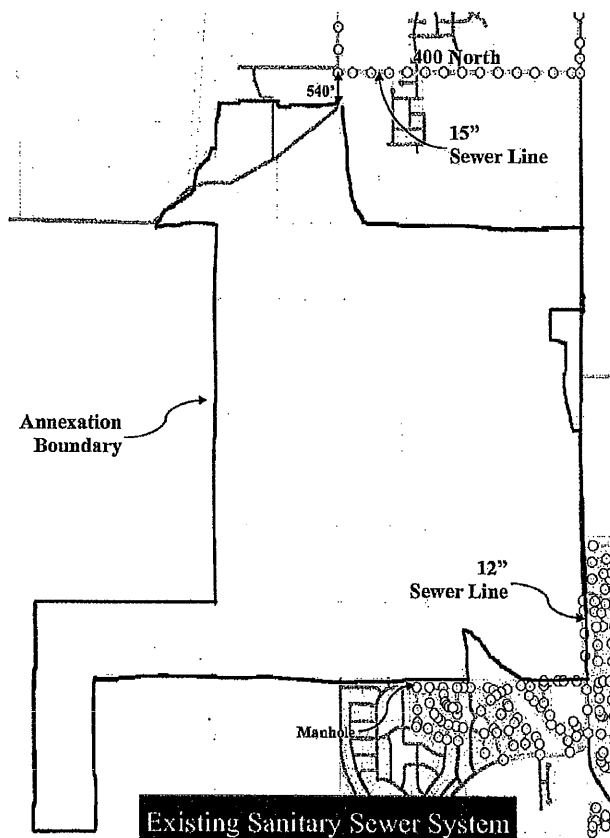 400 North
540'
15"
Sewer Line
Annexation
Boundary
12"
Sewer Line
Manhole
Existing Sanitary Sewer System